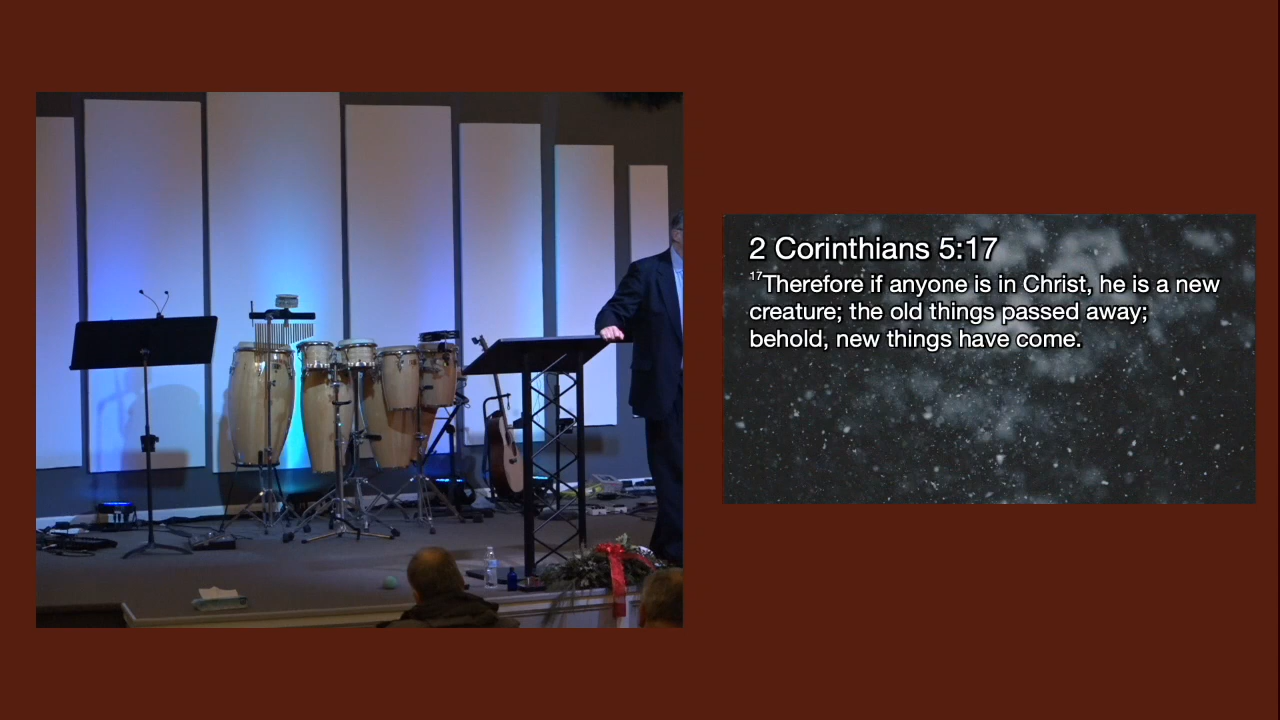 2 Corinthians 5:17
17Therefore if anyone is in Christ, he is a new
creature; the old things passed away;
behold, new things have come.